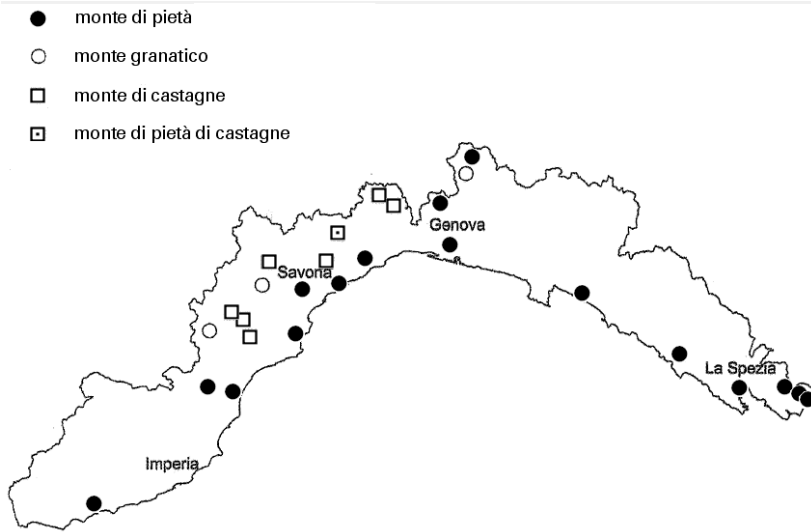 monte di pietà
monte granatico
monte di castagne
monte di pietà di castagne
Genova
Savona
La Spezia
Imperia